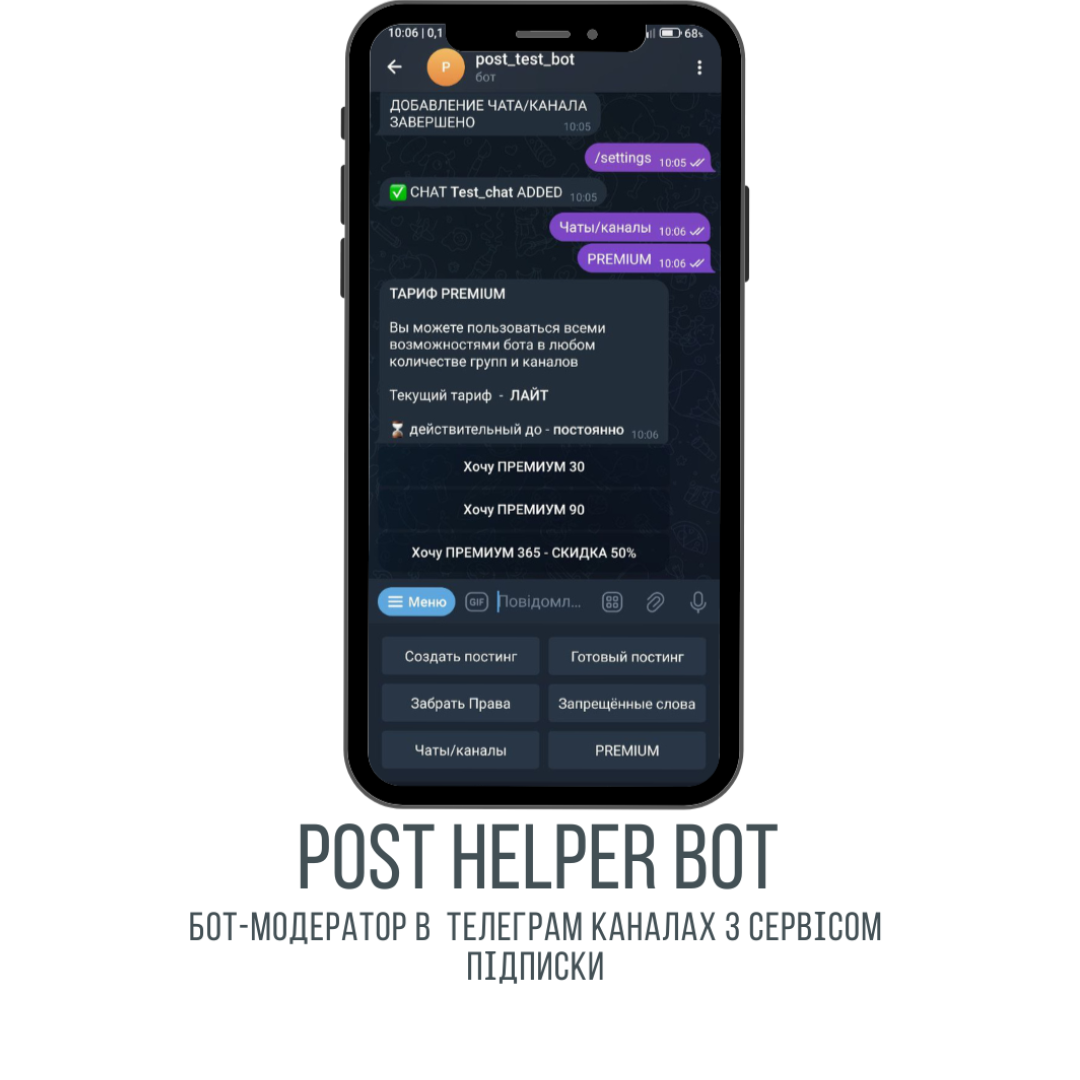 10:06 | 0,1
68%
P
post_test_bot
бот
ДОБАВЛЕНИЕ ЧАТА/КАНАЛА
ЗАВЕРШЕНО 10:05
/settings 10:05
✅ CHAT Test_chat ADDED 10:05
Чаты/каналы 10:06
PREMIUM 10:06
ТАРИФ PREMIUM
Вы можете пользоваться всеми
возможностями бота в любом
количестве групп и каналов
Текущий тариф - ЛАЙТ
⏳ действительный до - постоянно 10:06
Хочу ПРЕМИУМ 30
Хочу ПРЕМИУМ 90
Хочу ПРЕМИУМ 365 - СКИДКА 50%
Меню GIF Повідомл...
Создать постинг
Готовый постинг
Забрать Права
Запрещённые слова
Чаты/каналы
PREMIUM
POST HELPER BOT
БОТ-МОДЕРАТОР В ТЕЛЕГРАМ КАНАЛАХ З СЕРВІСОМ
ПІДПИСКИ